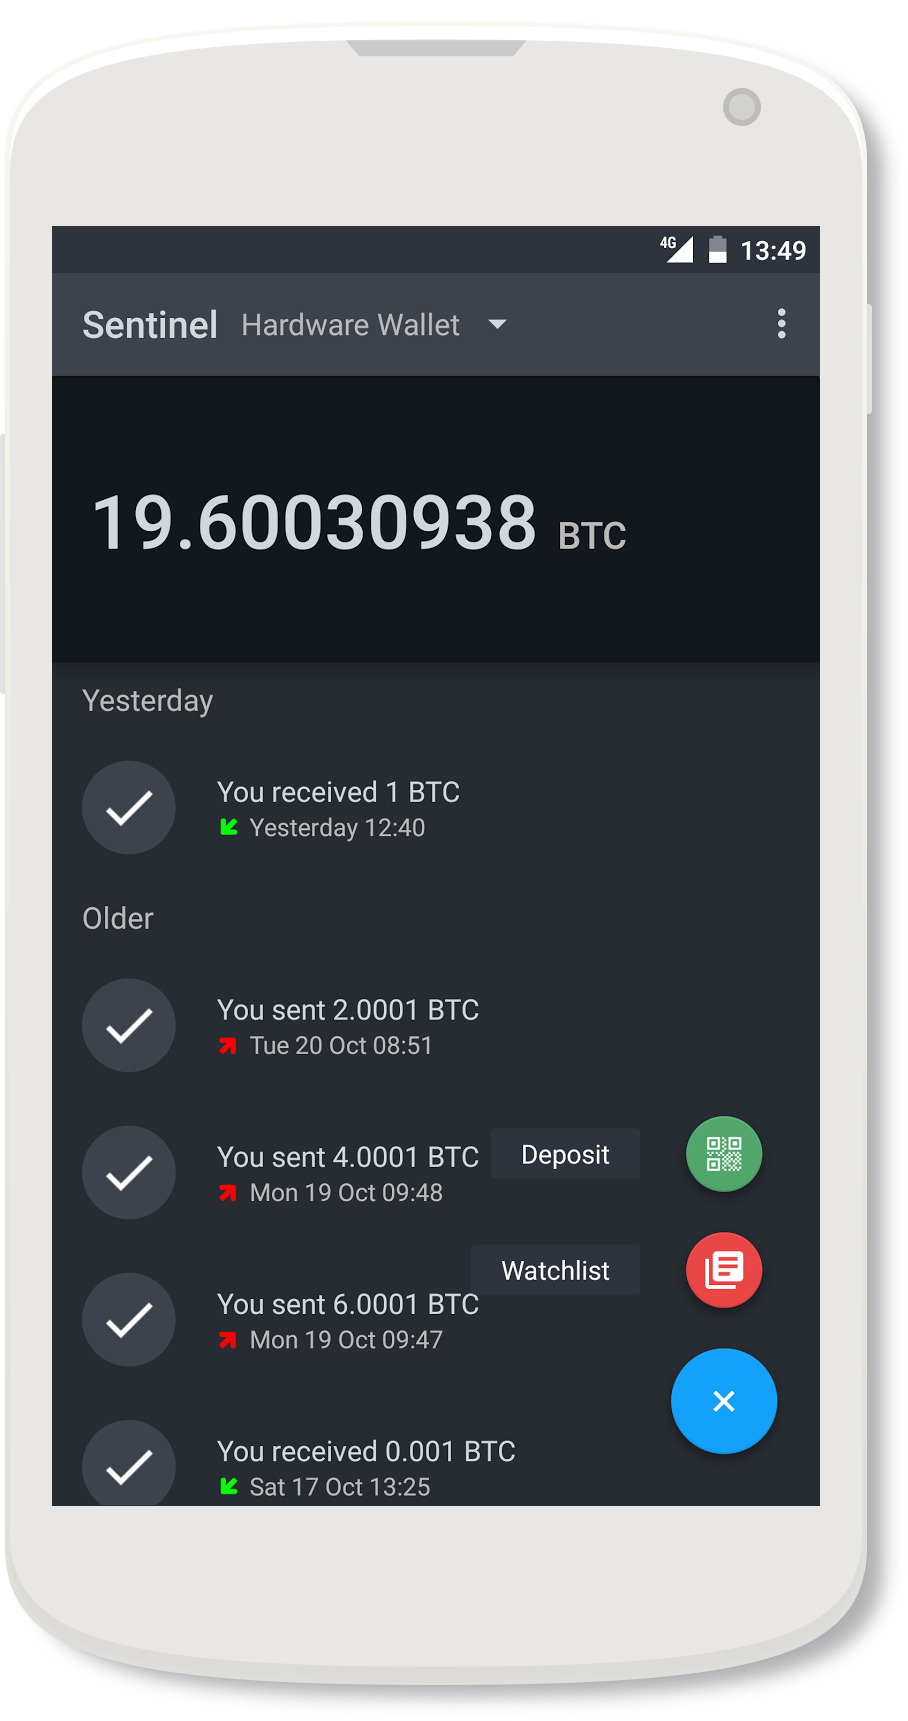 4G 13:49
Sentinel Hardware Wallet
19.60030938 BTC
Yesterday
You received 1 BTC
Yesterday 12:40
Older
You sent 2.0001 BTC
Tue 20 Oct 08:51
You sent 4.0001 BTC
Deposit
Mon 19 Oct 09:48
Watchlist
You sent 6.0001 BTC
Mon 19 Oct 09:47
You received 0.001 BTC
Sat 17 Oct 13:25